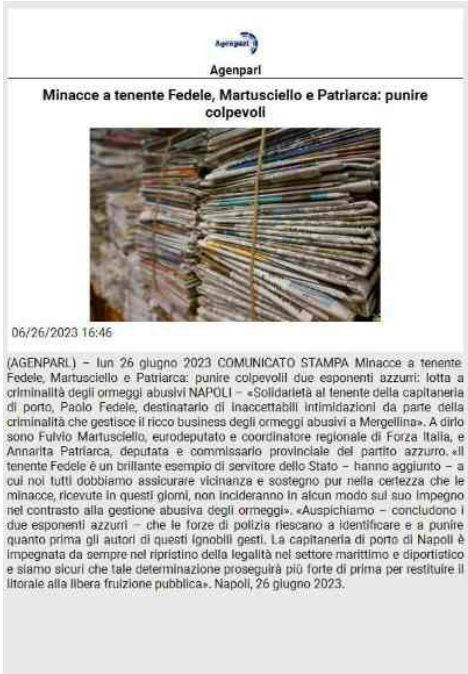 Agenparl
Agenparl
Minacce a tenente Fedele, Martusciello e Patriarca: punire
colpevoli
06/26/2023 16:46
(AGENPARL) – lun 26 giugno 2023 COMUNICATO STAMPA Minacce a tenente
Fedele, Martusciello e Patriarca: punire colpevoliI due esponenti azzurri: lotta a
criminalità degli ormeggi abusivi NAPOLI – «Solidarietà al tenente della capitaneria
di porto, Paolo Fedele, destinatario di inaccettabili intimidazioni da parte della
criminalità che gestisce il ricco business degli ormeggi abusivi a Mergellina». A dirlo
sono Fulvio Martusciello, eurodeputato e coordinatore regionale di Forza Italia, e
Annarita Patriarca, deputata e commissario provinciale del partito azzurro. «Il
tenente Fedele è un brillante esempio di servitore dello Stato – hanno aggiunto – a
cui noi tutti dobbiamo assicurare vicinanza e sostegno pur nella certezza che le
minacce, ricevute in questi giorni, non incideranno in alcun modo sul suo impegno
nel contrasto alla gestione abusiva degli ormeggi». «Auspichiamo – concludono i
due esponenti azzurri – che le forze di polizia riescano a identificare e a punire
quanto prima gli autori di questi ignobili gesti. La capitaneria di porto di Napoli è
impegnata da sempre nel ripristino della legalità nel settore marittimo e diportistico
e siamo sicuri che tale determinazione proseguirà più forte di prima per restituire il
litorale alla libera fruizione pubblica». Napoli, 26 giugno 2023.